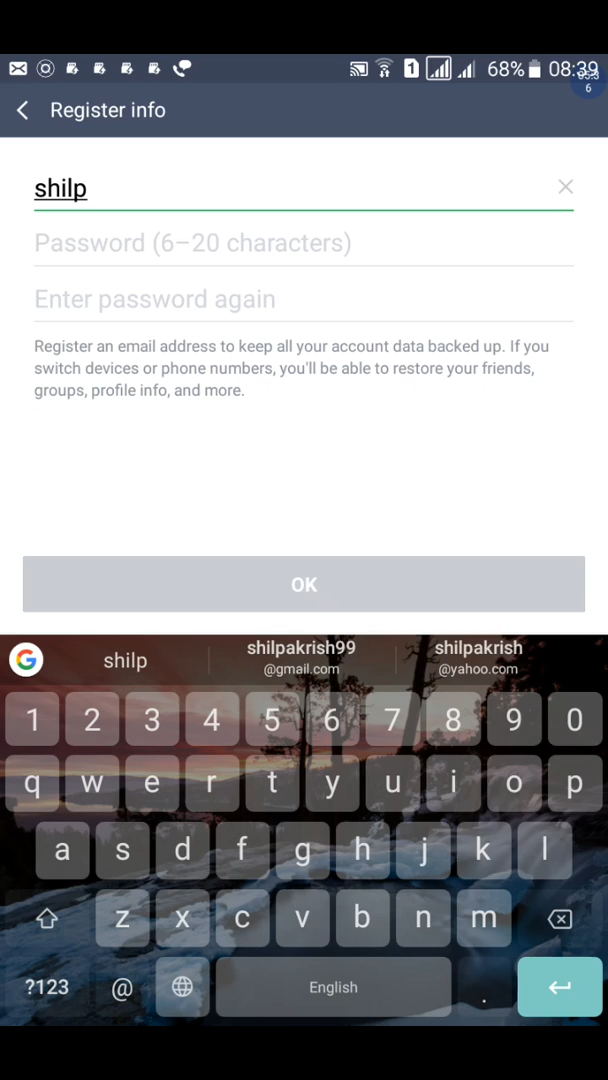 1 68% 08:39
6
Register info
shilp
Password (6–20 characters)
Enter password again
Register an email address to keep all your account data backed up. If you
switch devices or phone numbers, you'll be able to restore your friends,
groups, profile info, and more.
OK
G shilp shilpakrish99 @gmail.com shilpakrish @yahoo.com
1 2 3 4 5 6 7 8 9 0
q w e r t y u i o p
a s d f g h j k l
z x c v b n m
?123 @ English .